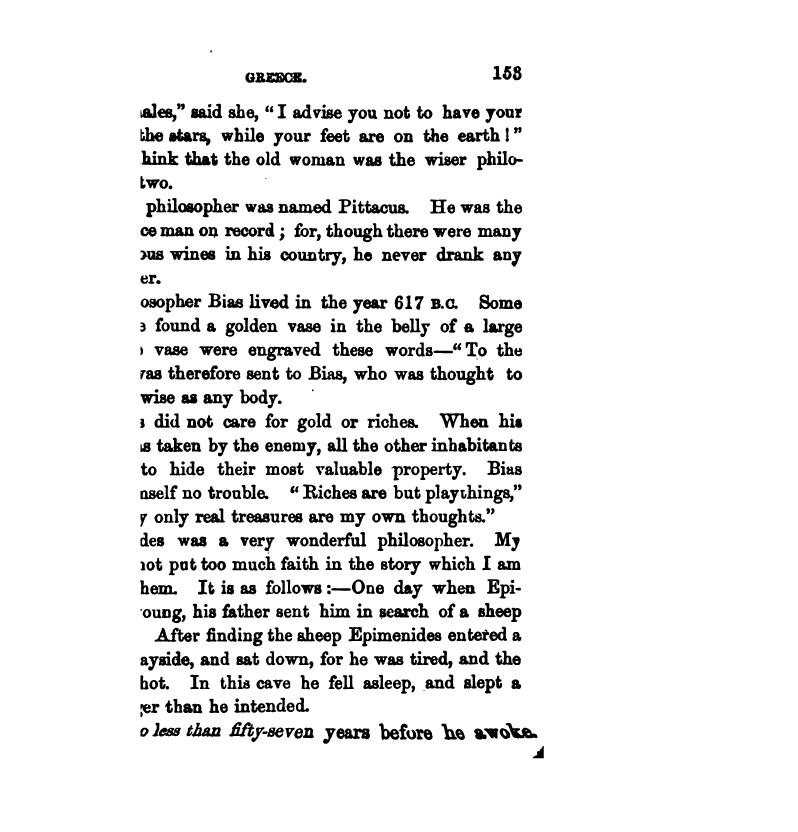 GREECE. 153
ales,” said she, “I advise you not to have your
the stars, while your feet are on the earth!”
hink that the old woman was the wiser philo-
two.
philosopher was named Pittacus. He was the
ce man on record; for, though there were many
ous wines in his country, he never drank any
er.
osopher Bias lived in the year 617 B.C. Some
found a golden vase in the belly of a large
vase were engraved these words—“To the
was therefore sent to Bias, who was thought to
wise as any body.
s did not care for gold or riches. When his
as taken by the enemy, all the other inhabitants
to hide their most valuable property. Bias
mself no trouble. “Riches are but playthings,”
y only real treasures are my own thoughts.”
des was a very wonderful philosopher. My
not put too much faith in the story which I am
hem. It is as follows:—One day when Epi-
oung, his father sent him in search of a sheep
After finding the sheep Epimenides entered a
ayside, and sat down, for he was tired, and the
hot. In this cave he fell asleep, and slept a
ger than he intended.
o less than fifty-seven years before he awoke.